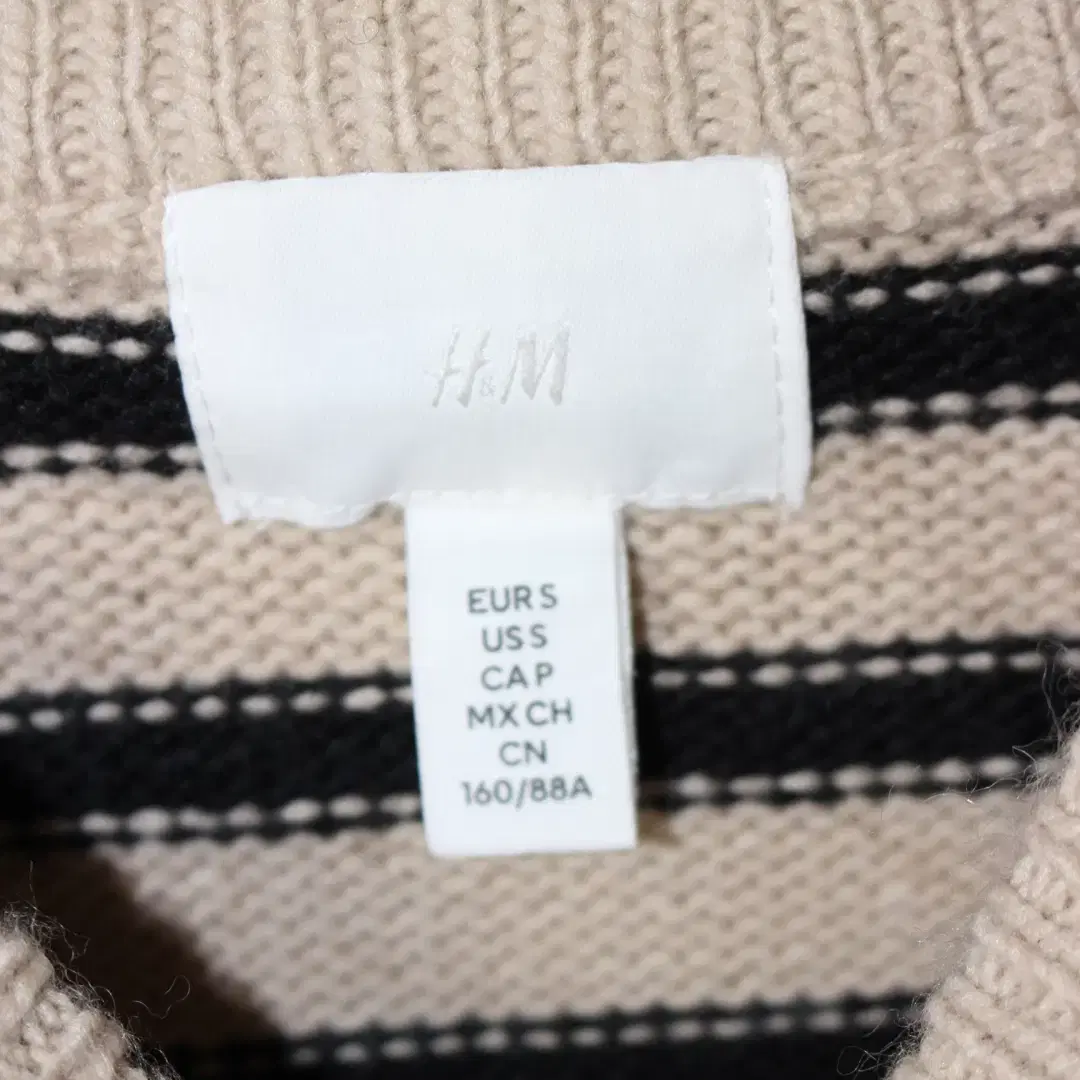 H&M
EUR S
US S
CA P
MX CH
CN
160/88A